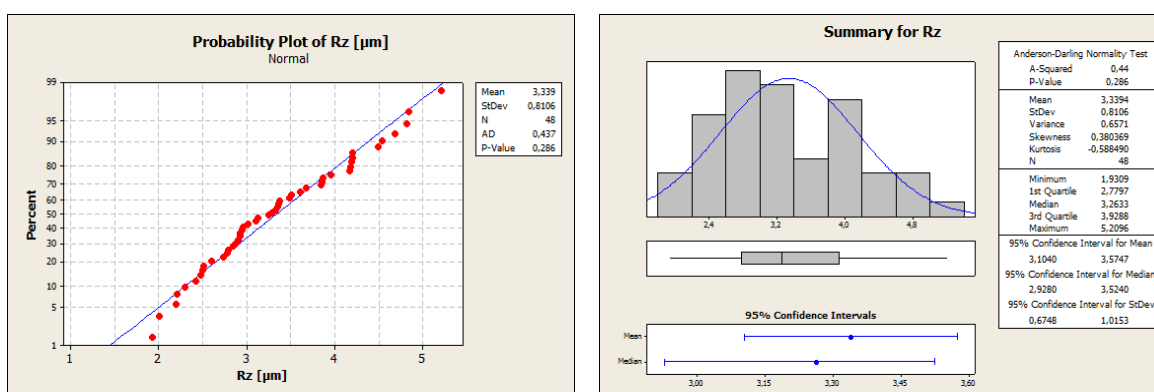 Probability Plot of Rz [µm]
Normal
99
95
90
80
70
60
50
40
30
20
10
5
1
Percent
1 2 3 4 5
Rz [µm]
Mean 3,339
StDev 0,8106
N 48
AD 0,437
P-Value 0,286
Summary for Rz
2,4 3,2 4,0 4,8
95% Confidence Intervals
Mean
Median
3,00 3,15 3,30 3,45 3,60
Anderson-Darling Normality Test
A-Squared 0,44
P-Value 0,286
Mean 3,3394
StDev 0,8106
Variance 0,6571
Skewness 0,380369
Kurtosis -0,588490
N 48
Minimum 1,9309
1st Quartile 2,7797
Median 3,2633
3rd Quartile 3,9288
Maximum 5,2096
95% Confidence Interval for Mean
3,1040 3,5747
95% Confidence Interval for Median
2,9280 3,5240
95% Confidence Interval for StDev
0,6748 1,0153